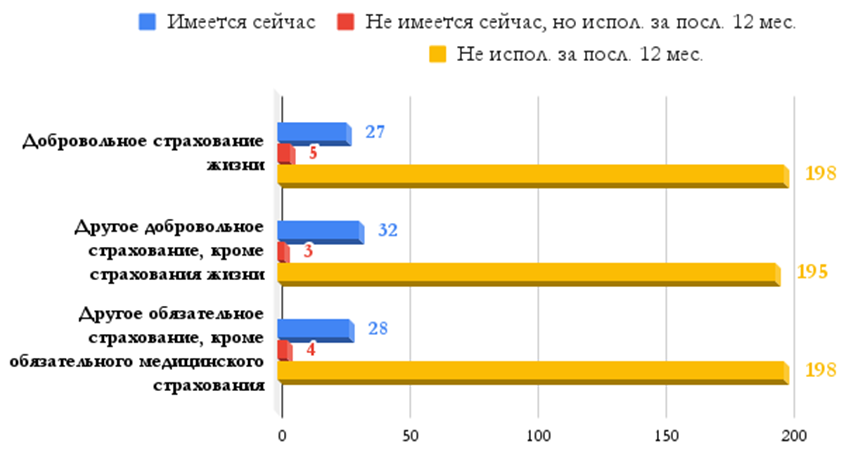 Имеется сейчас
Не имеется сейчас, но испол. за посл. 12 мес.
Не испол. за посл. 12 мес.
Добровольное страхование
жизни
27
5
198
Другое добровольное
страхование, кроме
страхования жизни
32
3
195
Другое обязательное
страхование, кроме
обязательного медицинского
страхования
28
4
198
0 50 100 150 200